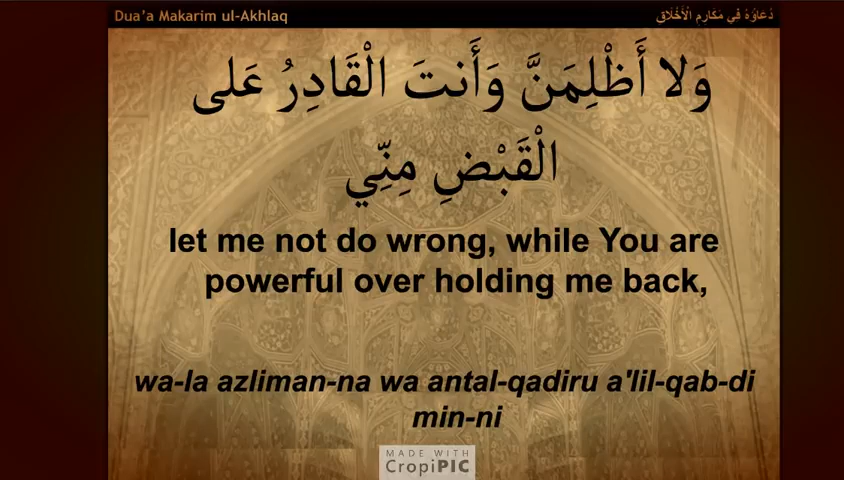 Dua'a Makarim ul-Akhlaq
دُعَاؤُهُ فِي مَكَارِمِ الْأَخْلَاقِ
وَلا أَظْلِمَنَّ وَأَنتَ الْقَادِرُ عَلى
الْقَبْضِ مِنِّي
let me not do wrong, while You are
powerful over holding me back,
wa-la azliman-na wa antal-qadiru a'lil-qab-di
min-ni
MADE WITH
CropiPIC